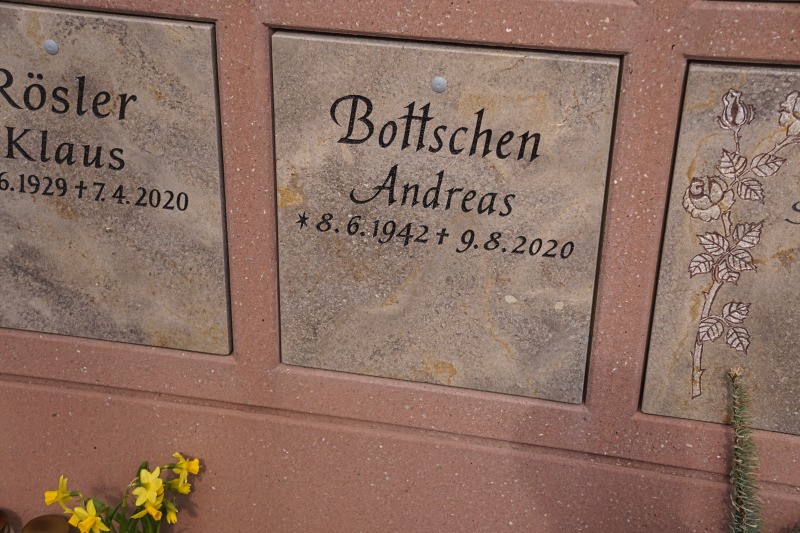 Rösler
Klaus
6.1929 † 7.4.2020
Bottschen
Andreas
* 8.6.1942 † 9.8.2020